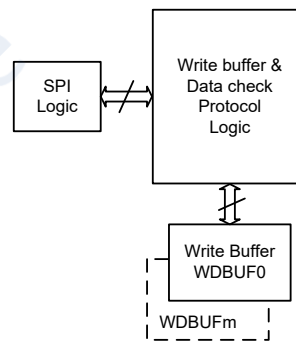 SPI
Logic
Write buffer &
Data check
Protocol
Logic
Write Buffer
WDBUF0
WDBUFm